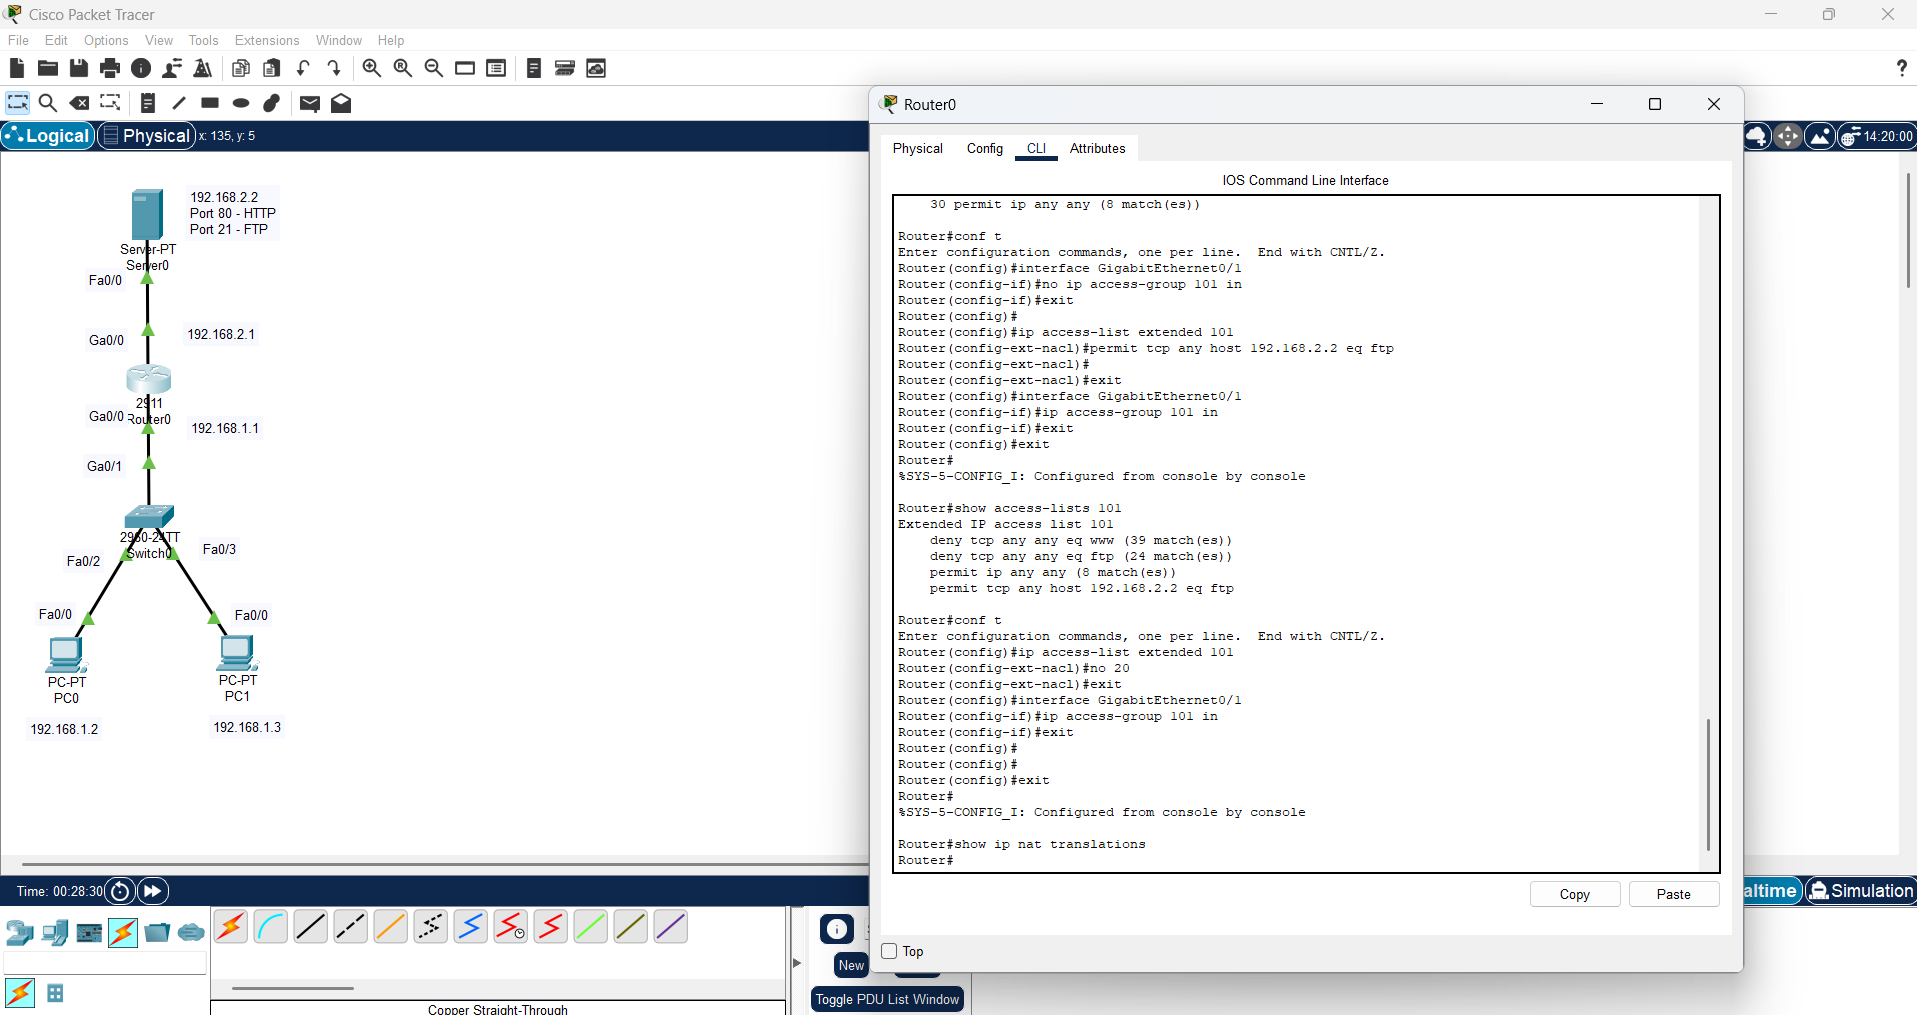 Cisco Packet Tracer
File Edit Options View Tools Extensions Window Help
?
Logical Physical x: 135, y: 5
14:20:00
192.168.2.2
Port 80 - HTTP
Port 21 - FTP
Server-PT
Server0
Fa0/0
Ga0/0
192.168.2.1
2911
Router0
Ga0/0
192.168.1.1
Ga0/1
2960-24TT
Switch0
Fa0/2
Fa0/3
Fa0/0
Fa0/0
PC-PT
PC0
PC-PT
PC1
192.168.1.2
192.168.1.3
Router0
Physical Config CLI Attributes
IOS Command Line Interface
30 permit ip any any (8 match(es))
Router#conf t
Enter configuration commands, one per line. End with CNTL/Z.
Router(config)#interface GigabitEthernet0/1
Router(config-if)#no ip access-group 101 in
Router(config-if)#exit
Router(config)#
Router(config)#ip access-list extended 101
Router(config-ext-nacl)#permit tcp any host 192.168.2.2 eq ftp
Router(config-ext-nacl)#
Router(config-ext-nacl)#exit
Router(config)#interface GigabitEthernet0/1
Router(config-if)#ip access-group 101 in
Router(config-if)#exit
Router(config)#exit
Router#
%SYS-5-CONFIG_I: Configured from console by console
Router#show access-lists 101
Extended IP access list 101
deny tcp any any eq www (39 match(es))
deny tcp any any eq ftp (24 match(es))
permit ip any any (8 match(es))
permit tcp any host 192.168.2.2 eq ftp
Router#conf t
Enter configuration commands, one per line. End with CNTL/Z.
Router(config)#ip access-list extended 101
Router(config-ext-nacl)#no 20
Router(config-ext-nacl)#exit
Router(config)#interface GigabitEthernet0/1
Router(config-if)#ip access-group 101 in
Router(config-if)#exit
Router(config)#
Router(config)#
Router(config)#exit
Router#
%SYS-5-CONFIG_I: Configured from console by console
Router#show ip nat translations
Router#
Copy Paste
Top
Time: 00:28:30
altime Simulation
New
Toggle PDU List Window
Copper Straight-Through